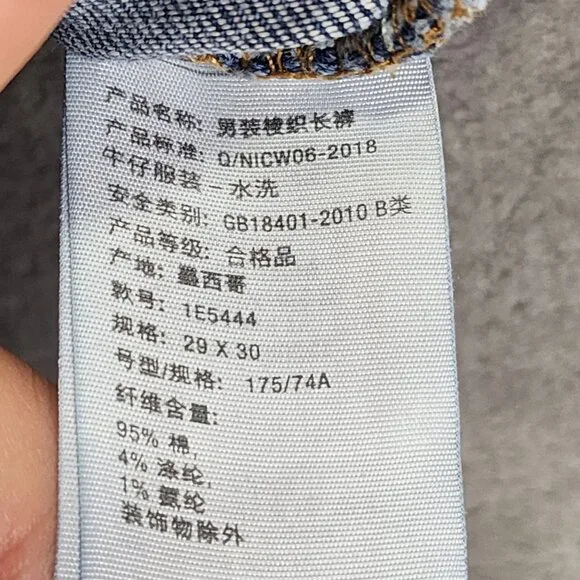 产品名称: 男装梭织长裤
产品标准: Q/NICW06-2018
牛仔服装 – 水洗
安全类别: GB18401-2010 B类
产品等级: 合格品
产地: 墨西哥
款号: 1E5444
规格: 29 X 30
号型/规格: 175/74A
纤维含量:
95% 棉,
4% 涤纶,
1% 氨纶
装饰物除外